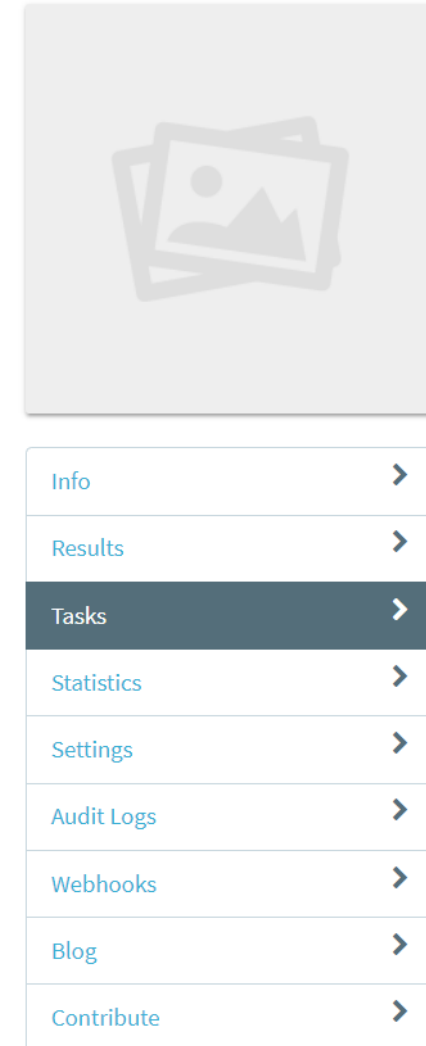 Info
Results
Tasks
Statistics
Settings
Audit Logs
Webhooks
Blog
Contribute